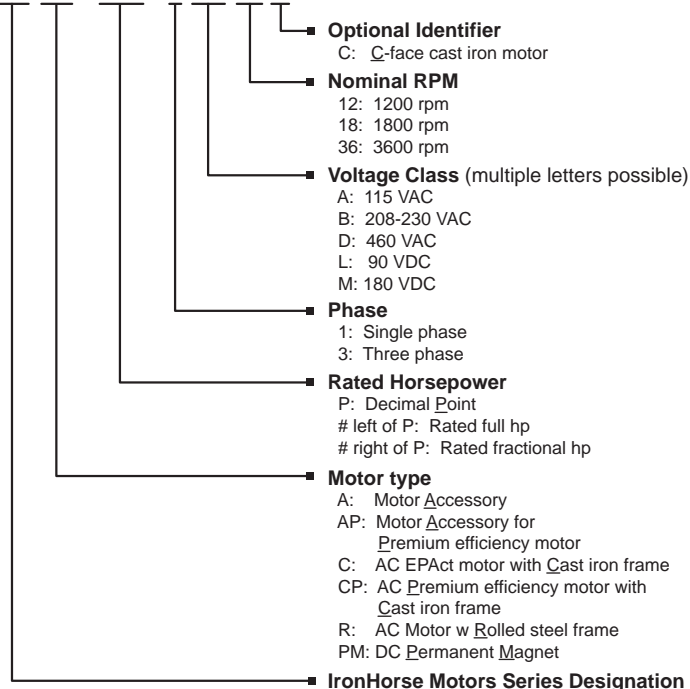 Optional Identifier
C: C-face cast iron motor
Nominal RPM
12: 1200 rpm
18: 1800 rpm
36: 3600 rpm
Voltage Class (multiple letters possible)
A: 115 VAC
B: 208-230 VAC
D: 460 VAC
L: 90 VDC
M: 180 VDC
Phase
1: Single phase
3: Three phase
Rated Horsepower
P: Decimal Point
# left of P: Rated full hp
# right of P: Rated fractional hp
Motor type
A: Motor Accessory
AP: Motor Accessory for
Premium efficiency motor
C: AC EPAct motor with Cast iron frame
CP: AC Premium efficiency motor with
Cast iron frame
R: AC Motor w Rolled steel frame
PM: DC Permanent Magnet
IronHorse Motors Series Designation